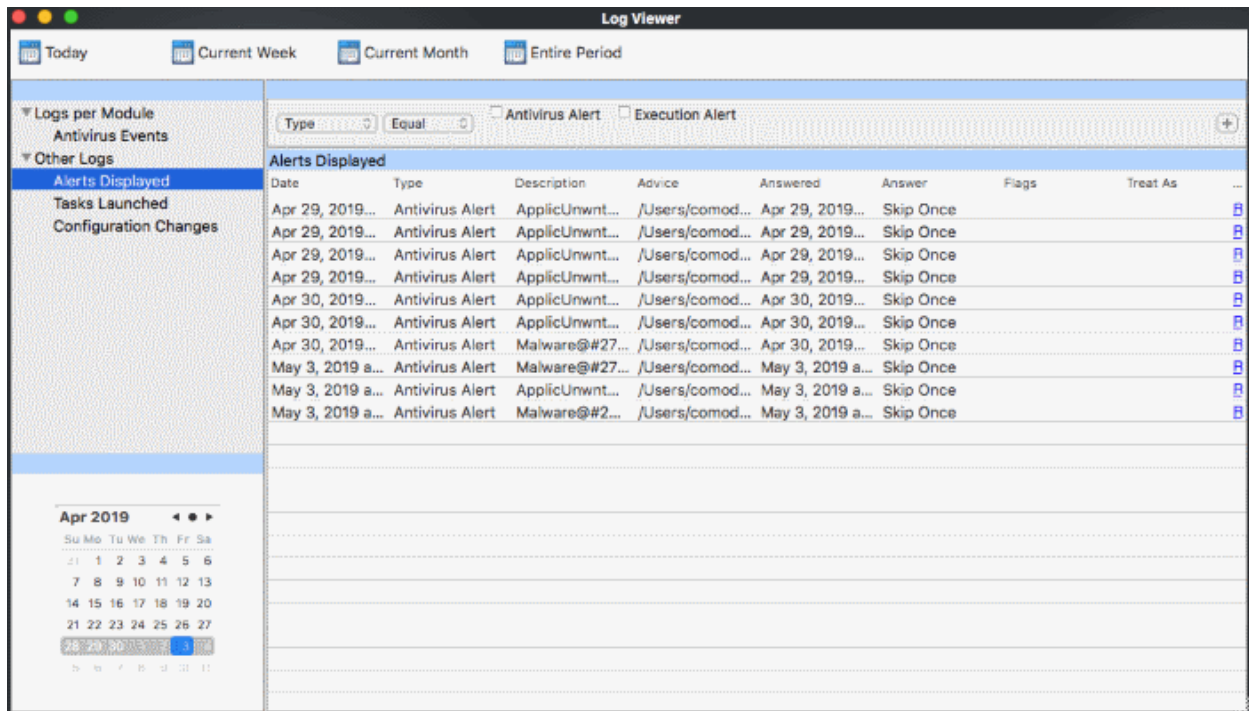 Log Viewer
Today Current Week Current Month Entire Period
Logs per Module
Antivirus Events
Other Logs
Alerts Displayed
Tasks Launched
Configuration Changes
Type Equal Antivirus Alert Execution Alert +
Alerts Displayed
Date Type Description Advice Answered Answer Flags Treat As ...
Apr 29, 2019... Antivirus Alert ApplicUnwnt... /Users/comod... Apr 29, 2019... Skip Once
Apr 29, 2019... Antivirus Alert ApplicUnwnt... /Users/comod... Apr 29, 2019... Skip Once
Apr 29, 2019... Antivirus Alert ApplicUnwnt... /Users/comod... Apr 29, 2019... Skip Once
Apr 29, 2019... Antivirus Alert ApplicUnwnt... /Users/comod... Apr 29, 2019... Skip Once
Apr 30, 2019... Antivirus Alert ApplicUnwnt... /Users/comod... Apr 30, 2019... Skip Once
Apr 30, 2019... Antivirus Alert ApplicUnwnt... /Users/comod... Apr 30, 2019... Skip Once
Apr 30, 2019... Antivirus Alert Malware@#27... /Users/comod... Apr 30, 2019... Skip Once
May 3, 2019 a... Antivirus Alert Malware@#27... /Users/comod... May 3, 2019 a... Skip Once
May 3, 2019 a... Antivirus Alert ApplicUnwnt... /Users/comod... May 3, 2019 a... Skip Once
May 3, 2019 a... Antivirus Alert Malware@#2... /Users/comod... May 3, 2019 a... Skip Once
Apr 2019
Su Mo Tu We Th Fr Sa
31 1 2 3 4 5 6
7 8 9 10 11 12 13
14 15 16 17 18 19 20
21 22 23 24 25 26 27
28 29 30 1 2 3 4
5 6 7 8 9 10 11